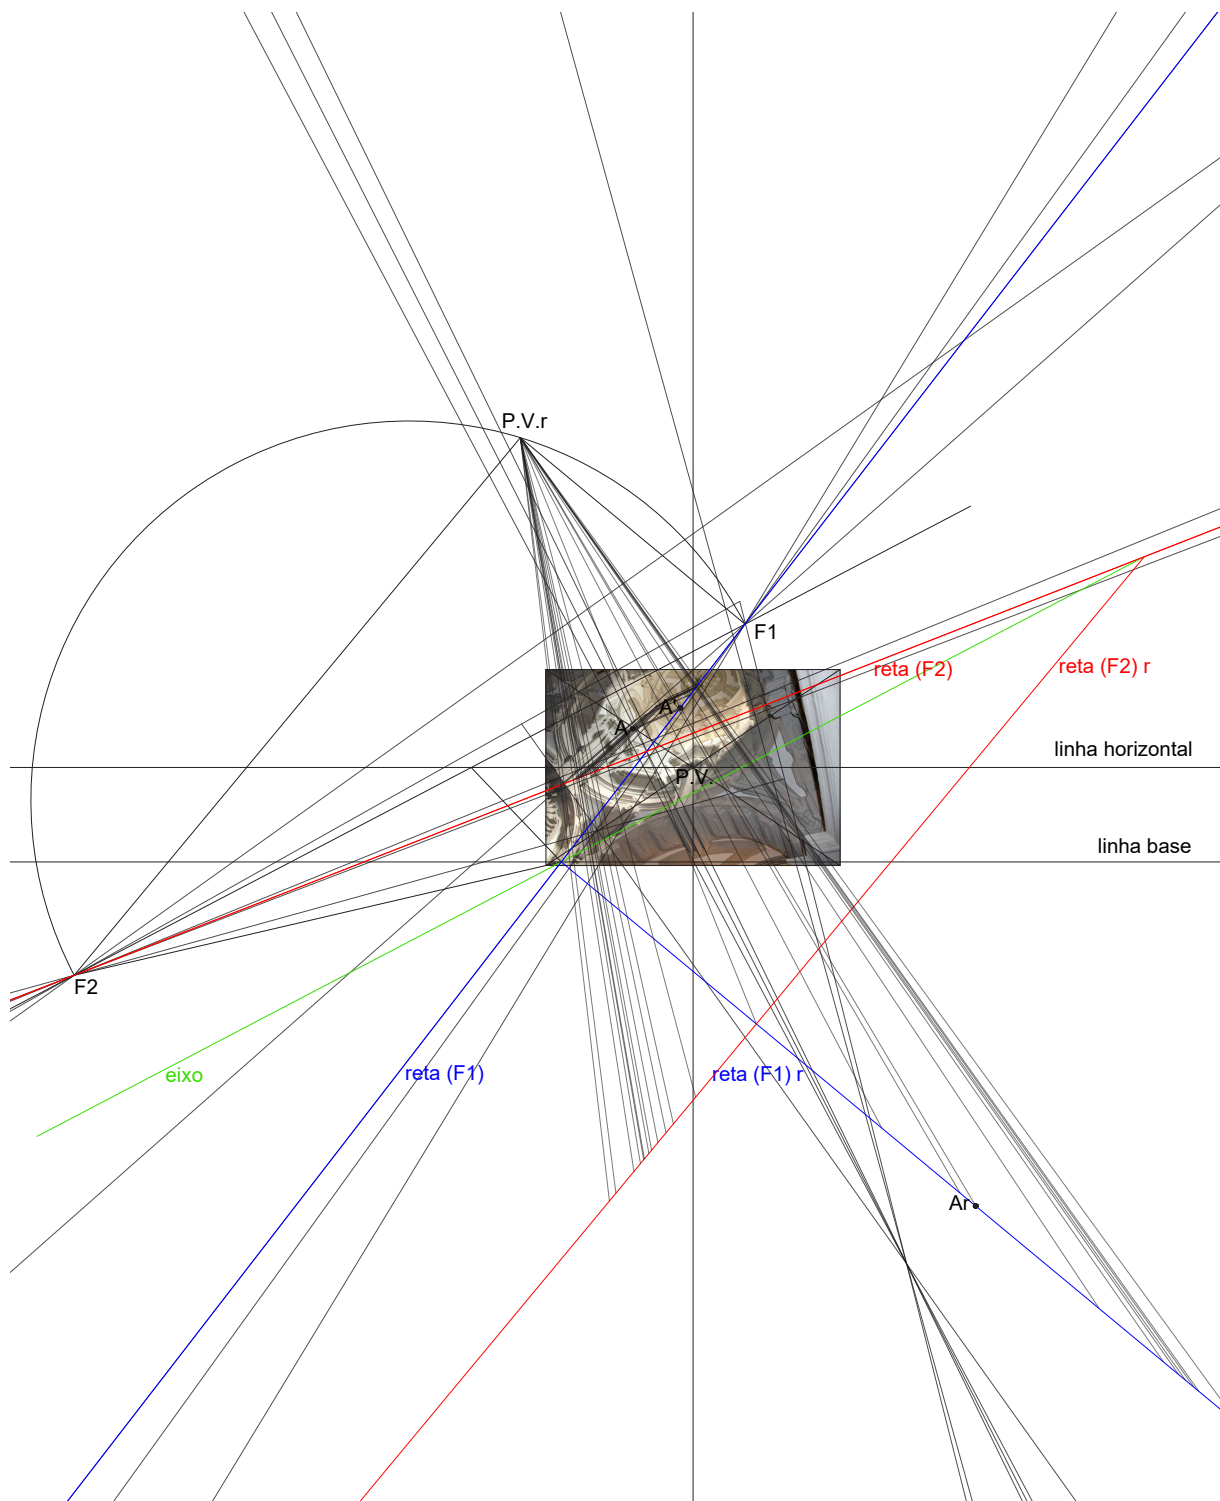 P.V.r
F1
reta (F2)
reta (F2) r
A'
A
linha horizontal
P.V.
linha base
F2
eixo
reta (F1)
reta (F1) r
Ar